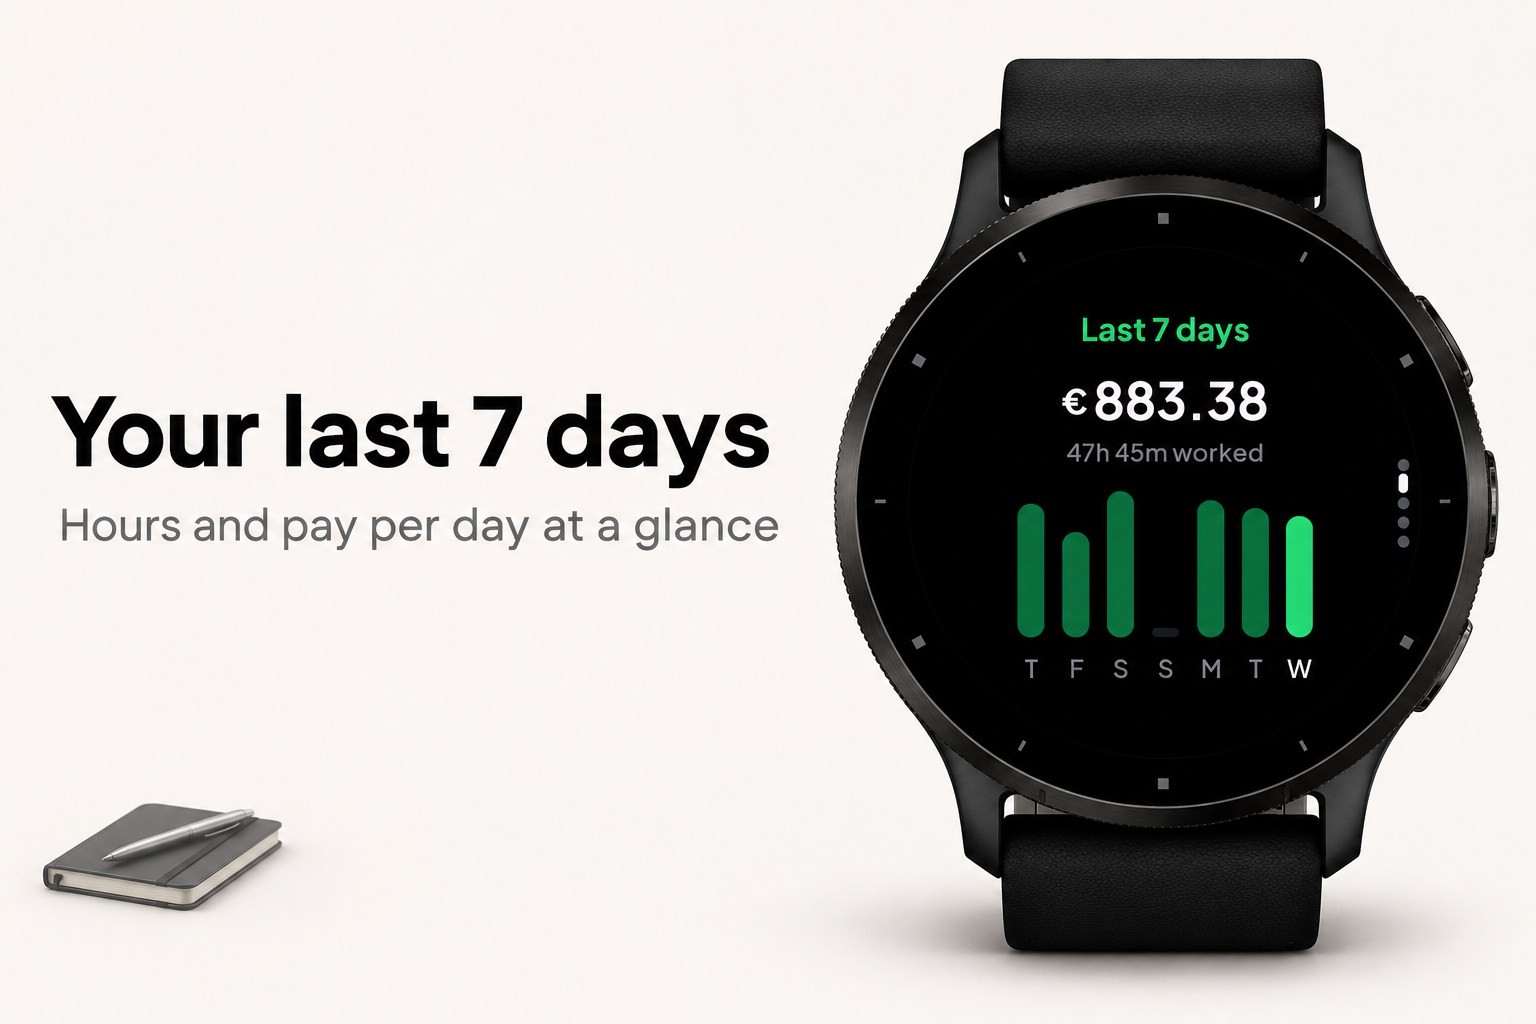 Your last 7 days
Hours and pay per day at a glance
Last 7 days
€883.38
47h 45m worked
T F S S M T W